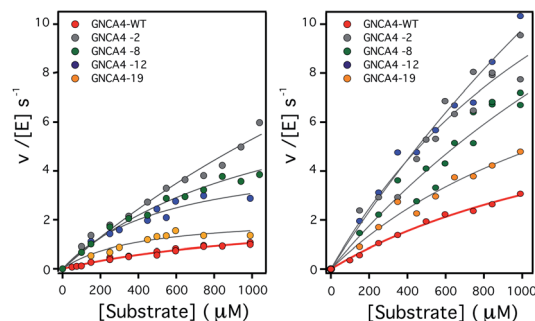 10
8
6
4
2
0
v /[E] s⁻¹
GNCA4-WT
GNCA4 -2
GNCA4 -8
GNCA4 -12
GNCA4-19
0 200 400 600 800 1000
[Substrate] ( μM)
10
8
6
4
2
0
v /[E] s⁻¹
GNCA4-WT
GNCA4 -2
GNCA4 -8
GNCA4 -12
GNCA4-19
0 200 400 600 800 1000
[Substrate] ( μM)